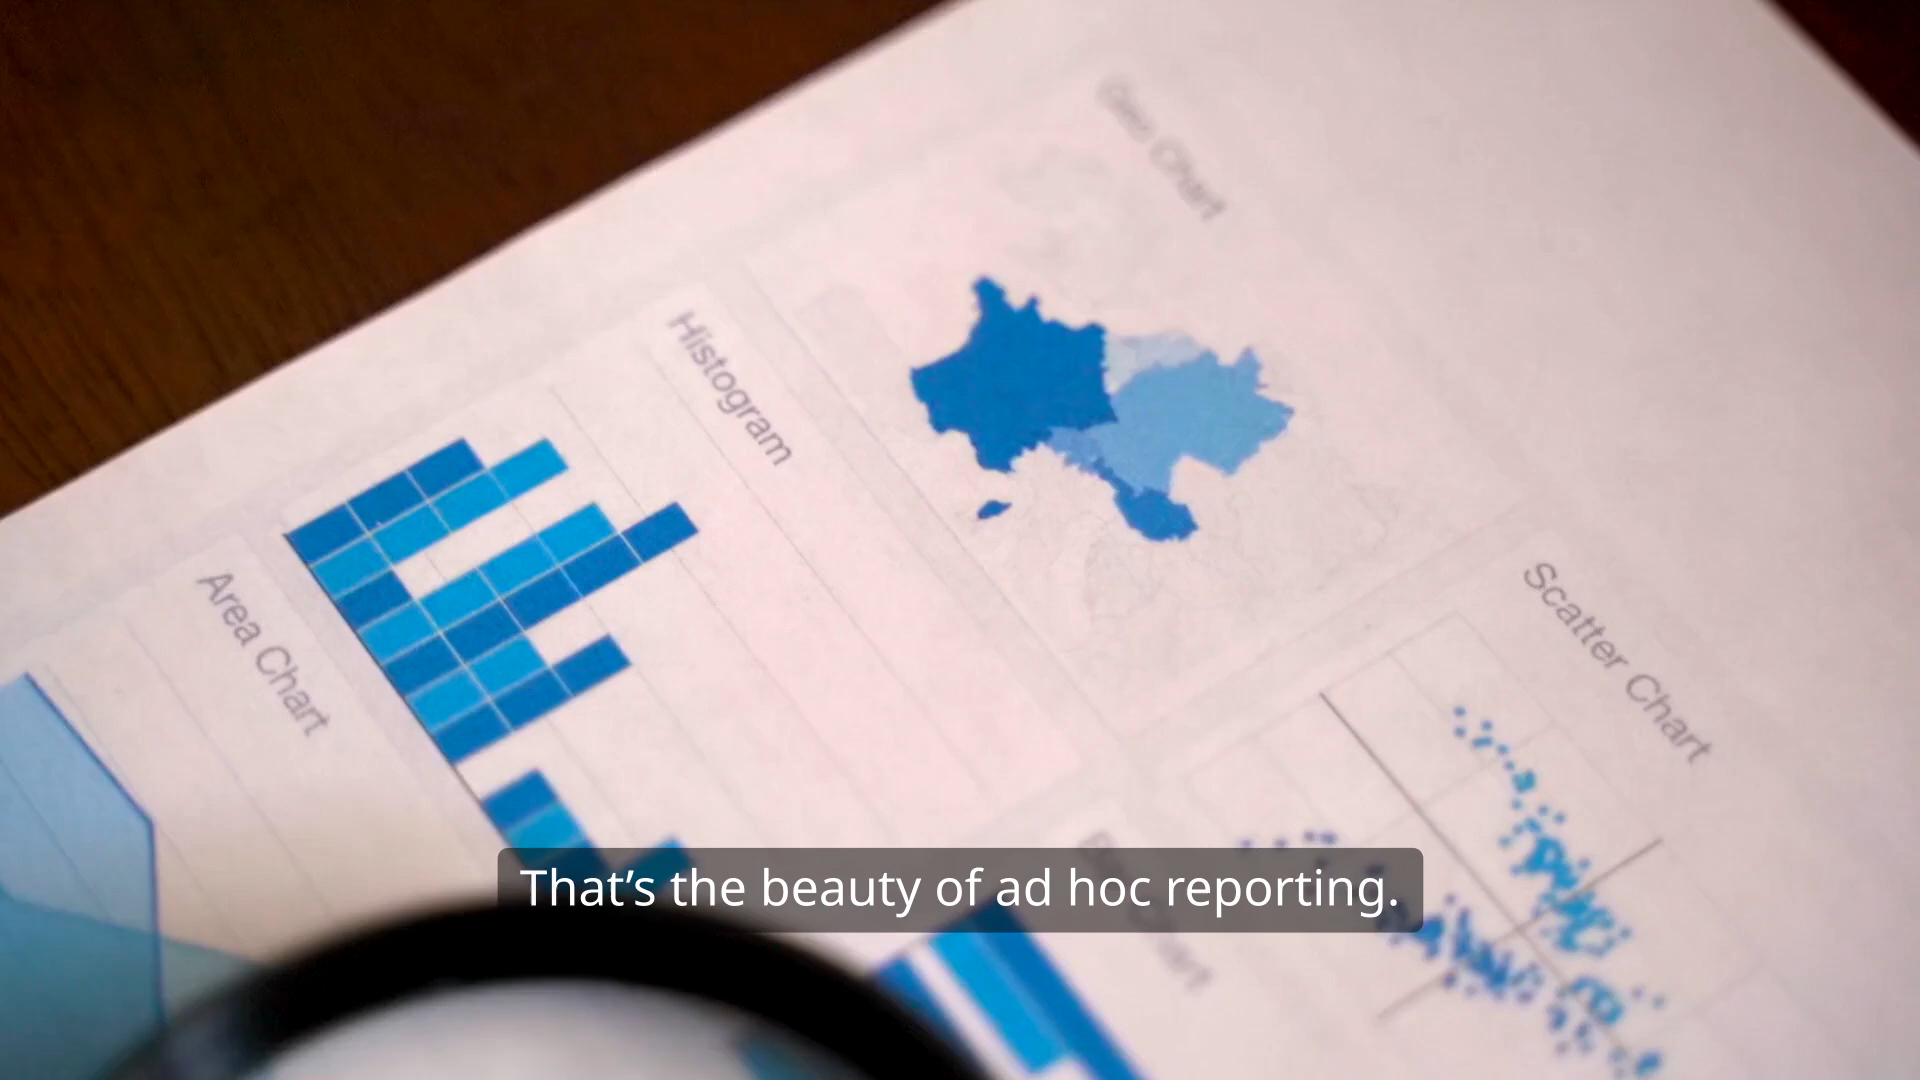 Geo Chart
Histogram
Area Chart
Scatter Chart
That’s the beauty of ad hoc reporting.